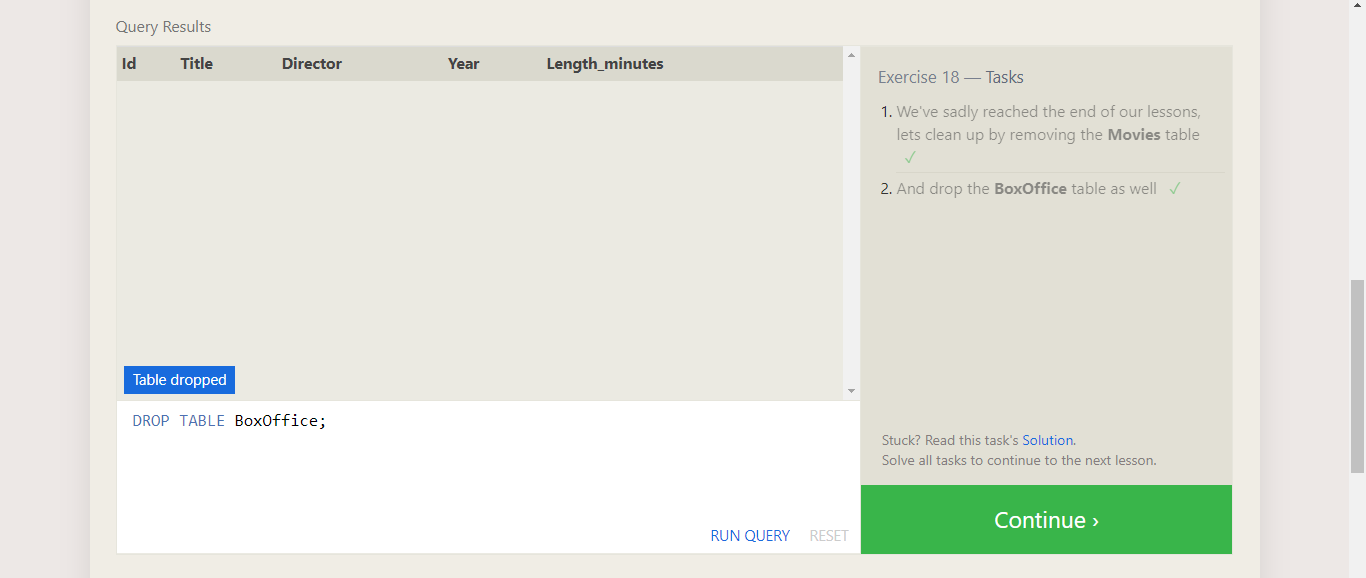 Query Results
Id Title Director Year Length_minutes
Table dropped
DROP TABLE BoxOffice;
RUN QUERY RESET
Exercise 18 — Tasks
1. We've sadly reached the end of our lessons,
lets clean up by removing the Movies table
✓
2. And drop the BoxOffice table as well ✓
Stuck? Read this task's Solution.
Solve all tasks to continue to the next lesson.
Continue ›